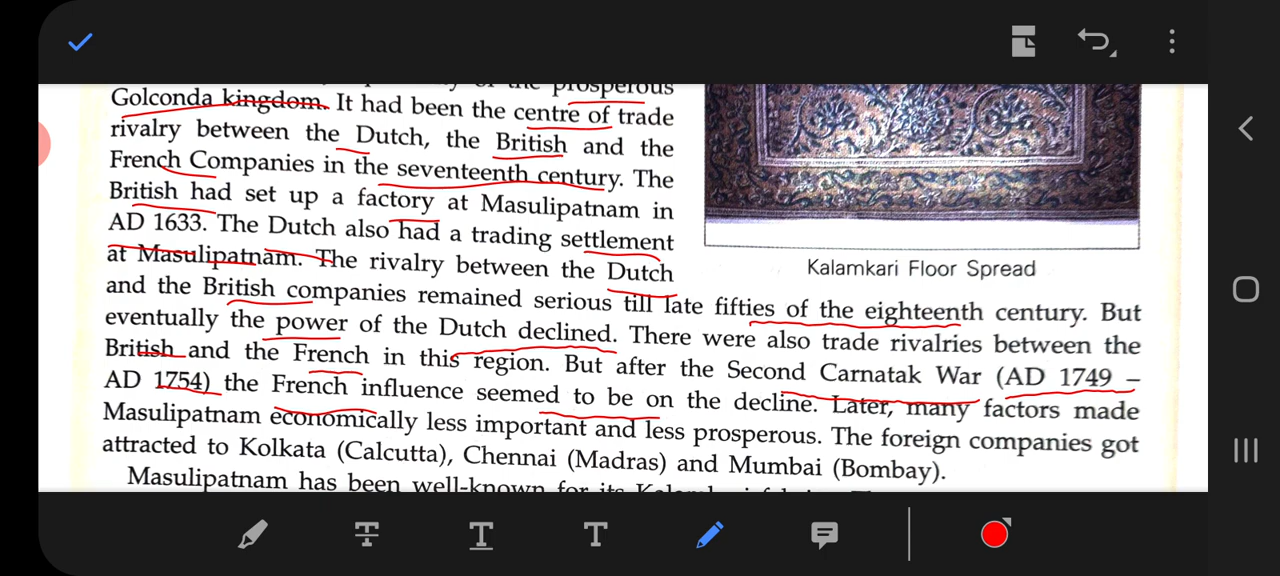 prosperous
Golconda kingdom. It had been the centre of trade
rivalry between the Dutch, the British and the
French Companies in the seventeenth century. The
British had set up a factory at Masulipatnam in
AD 1633. The Dutch also had a trading settlement
at Masulipatnam. The rivalry between the Dutch
Kalamkari Floor Spread
and the British companies remained serious till late fifties of the eighteenth century. But
eventually the power of the Dutch declined. There were also trade rivalries between the
British and the French in this region. But after the Second Carnatak War (AD 1749 –
AD 1754) the French influence seemed to be on the decline. Later, many factors made
Masulipatnam economically less important and less prosperous. The foreign companies got
attracted to Kolkata (Calcutta), Chennai (Madras) and Mumbai (Bombay).
Masulipatnam has been well-known for its
T
T
T